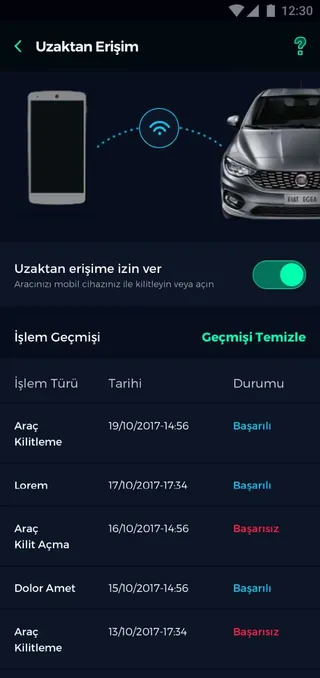 12:30
Uzaktan Erişim
?
FIAT EGEA
Uzaktan erişime izin ver
Aracınızı mobil cihazınız ile kilitleyin veya açın
İşlem Geçmişi Geçmişi Temizle
İşlem Türü Tarihi Durumu
Araç
Kilitleme 19/10/2017-14:56 Başarılı
Lorem 17/10/2017-17:34 Başarılı
Araç
Kilit Açma 16/10/2017-14:56 Başarısız
Dolor Amet 15/10/2017-14:56 Başarılı
Araç
Kilitleme 13/10/2017-17:34 Başarısız